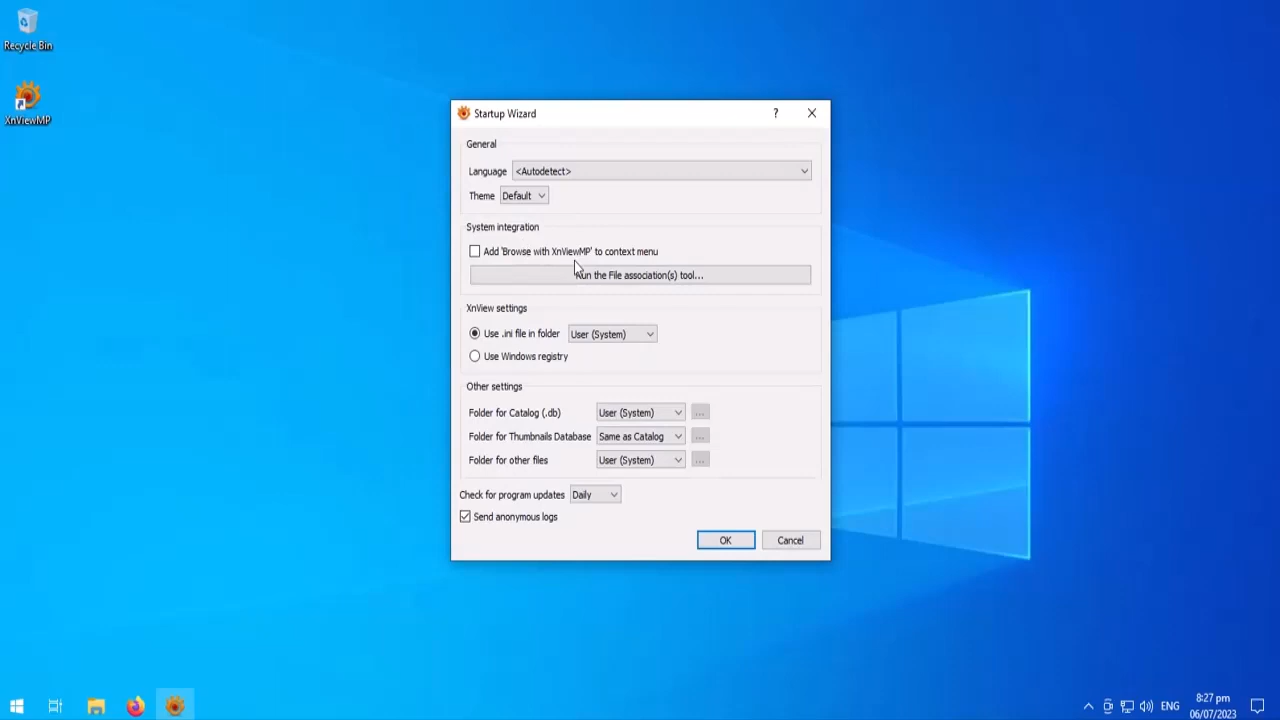 Recycle Bin
XnViewMP
Startup Wizard ?
General
Language <Autodetect>
Theme Default
System integration
Add 'Browse with XnViewMP' to context menu
Run the File association(s) tool...
XnView settings
Use .ini file in folder User (System)
Use Windows registry
Other settings
Folder for Catalog (.db) User (System) ...
Folder for Thumbnails Database Same as Catalog ...
Folder for other files User (System) ...
Check for program updates Daily
Send anonymous logs
OK Cancel
ENG
8:27 pm
06/07/2023